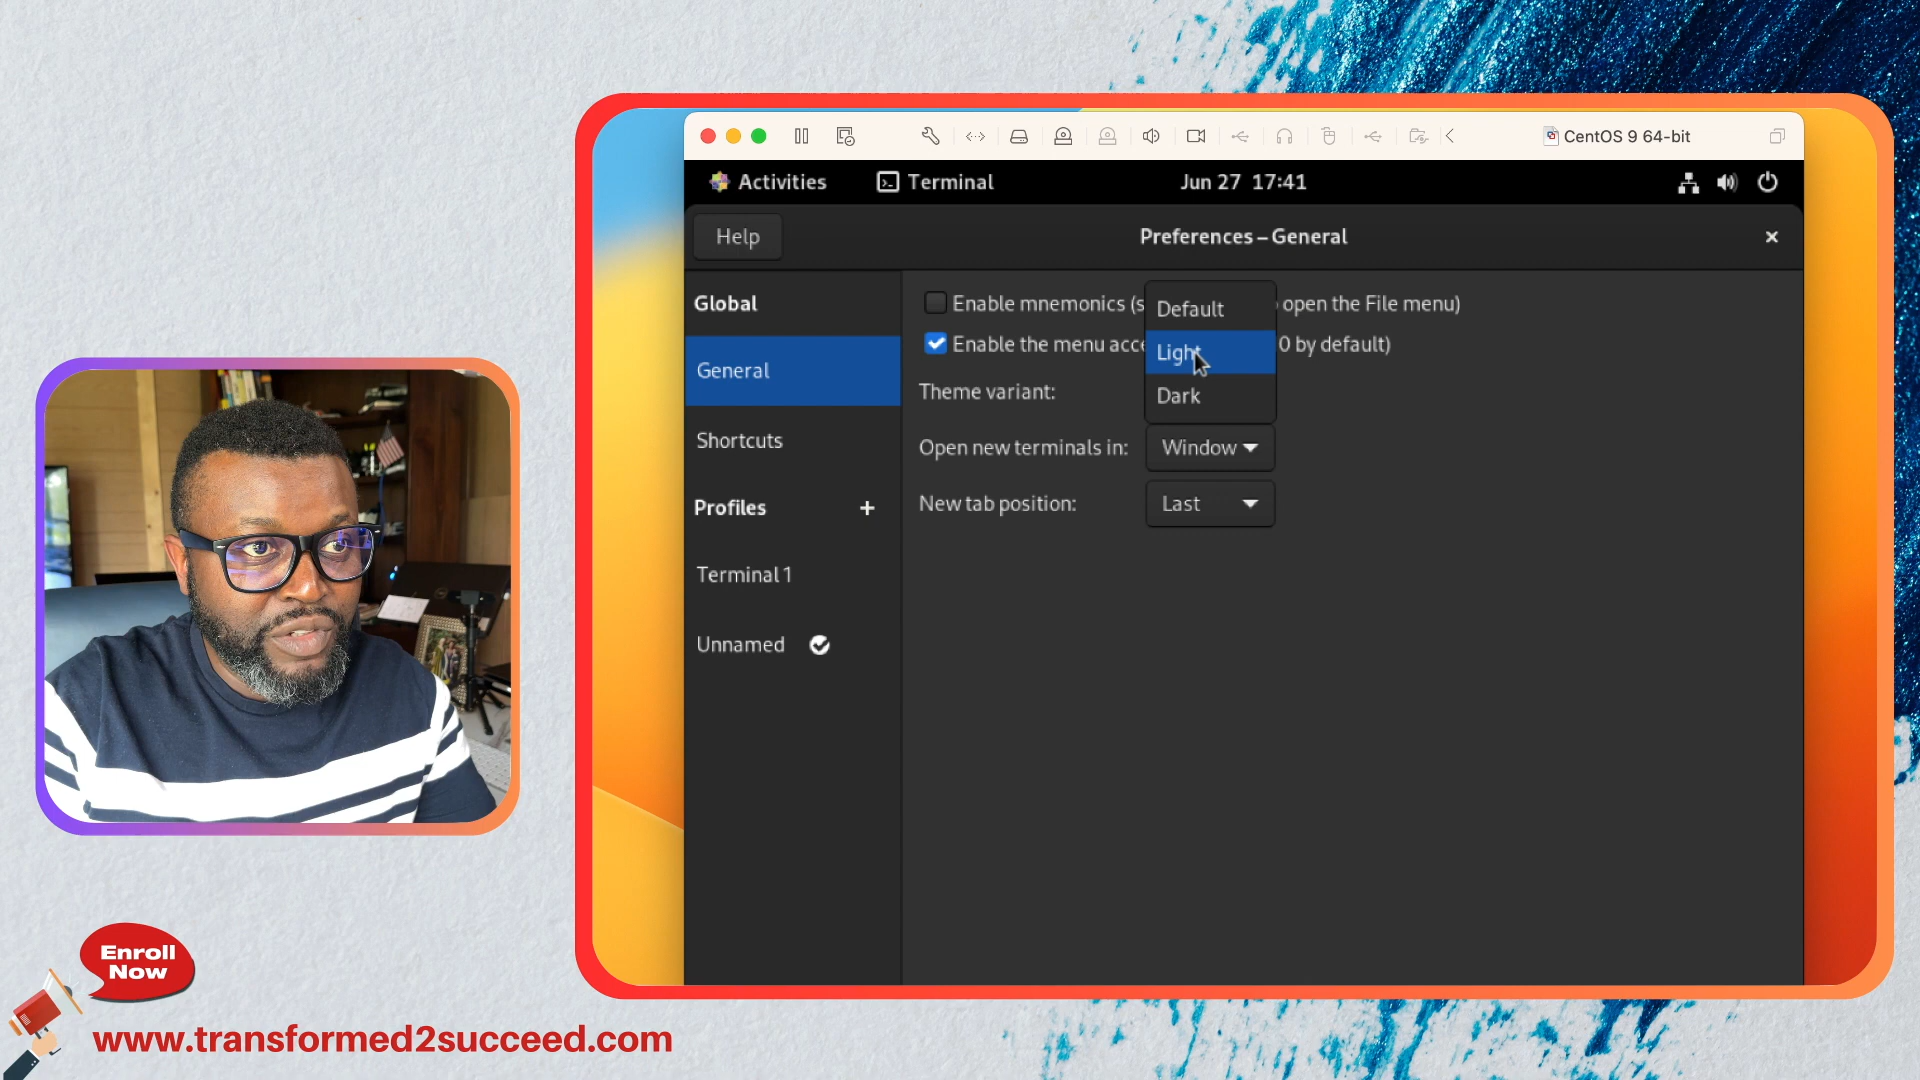 CentOS 9 64-bit
Activities
Terminal
Jun 27 17:41
Help
Preferences – General
Global
General
Shortcuts
Profiles
Terminal 1
Unnamed
Enable mnemonics (s
open the File menu)
Enable the menu acce
0 by default)
Theme variant:
Default
Light
Dark
Open new terminals in:
Window
New tab position:
Last
Enroll
Now
www.transformed2succeed.com